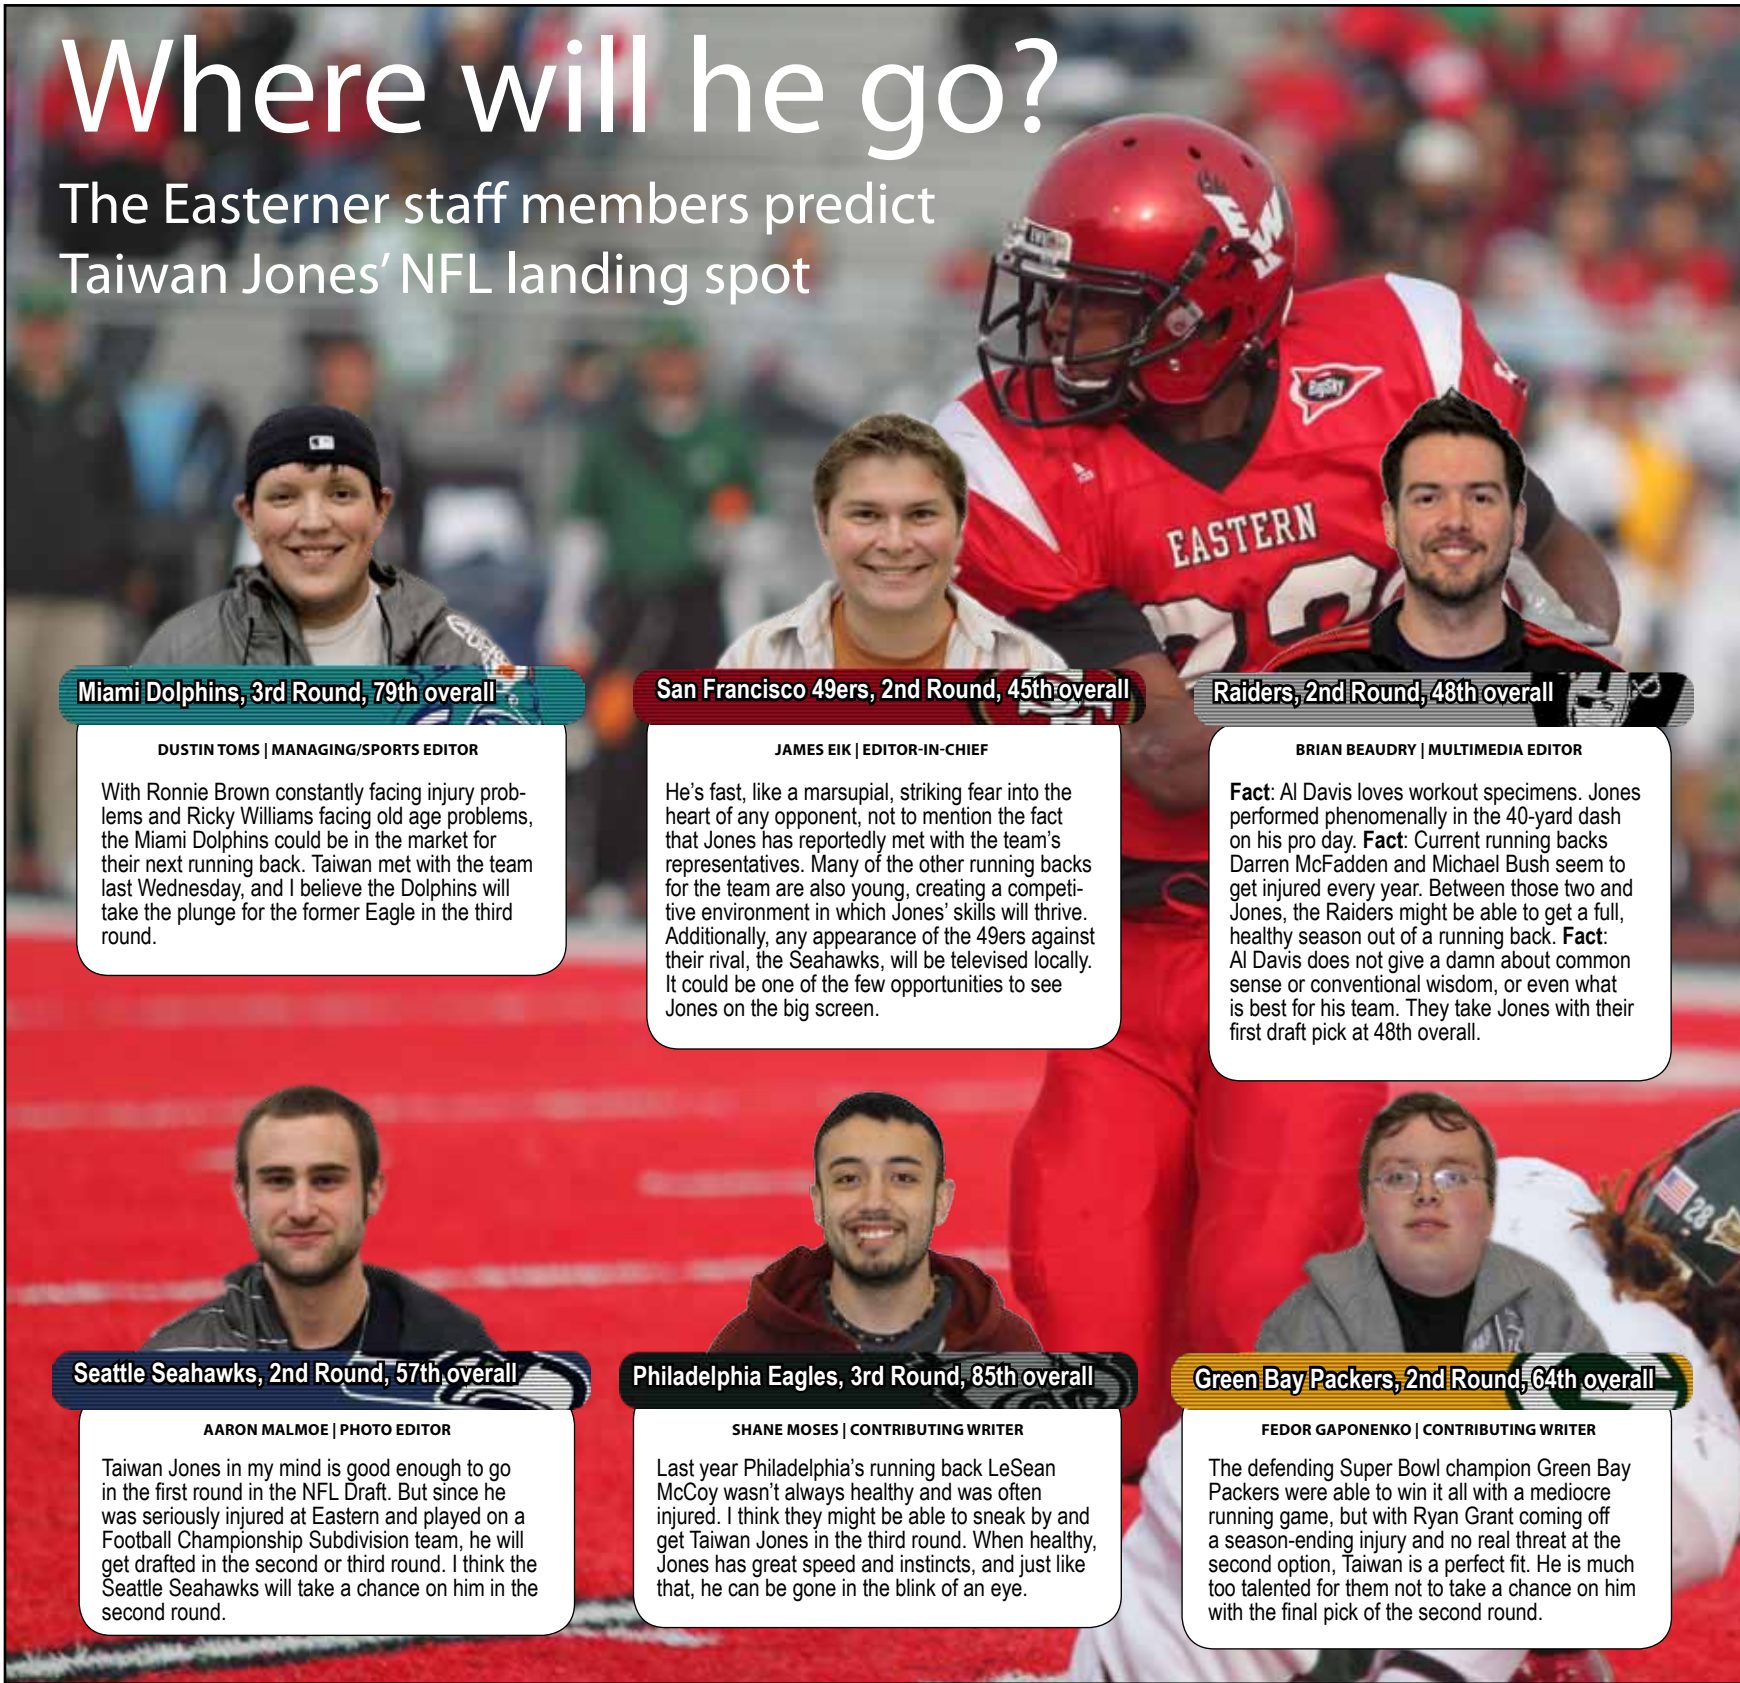 Where will he go?
The Easterner staff members predict
Taiwan Jones’ NFL landing spot
EW
BigSky
EASTERN
Miami Dolphins, 3rd Round, 79th overall
DUSTIN TOMS | MANAGING/SPORTS EDITOR
With Ronnie Brown constantly facing injury prob-
lems and Ricky Williams facing old age problems,
the Miami Dolphins could be in the market for
their next running back. Taiwan met with the team
last Wednesday, and I believe the Dolphins will
take the plunge for the former Eagle in the third
round.
San Francisco 49ers, 2nd Round, 45th overall
JAMES EIK | EDITOR-IN-CHIEF
He’s fast, like a marsupial, striking fear into the
heart of any opponent, not to mention the fact
that Jones has reportedly met with the team’s
representatives. Many of the other running backs
for the team are also young, creating a competi-
tive environment in which Jones’ skills will thrive.
Additionally, any appearance of the 49ers against
their rival, the Seahawks, will be televised locally.
It could be one of the few opportunities to see
Jones on the big screen.
Raiders, 2nd Round, 48th overall
BRIAN BEAUDRY | MULTIMEDIA EDITOR
Fact: Al Davis loves workout specimens. Jones
performed phenomenally in the 40-yard dash
on his pro day. Fact: Current running backs
Darren McFadden and Michael Bush seem to
get injured every year. Between those two and
Jones, the Raiders might be able to get a full,
healthy season out of a running back. Fact:
Al Davis does not give a damn about common
sense or conventional wisdom, or even what
is best for his team. They take Jones with their
first draft pick at 48th overall.
Seattle Seahawks, 2nd Round, 57th overall
AARON MALMOE | PHOTO EDITOR
Taiwan Jones in my mind is good enough to go
in the first round in the NFL Draft. But since he
was seriously injured at Eastern and played on a
Football Championship Subdivision team, he will
get drafted in the second or third round. I think the
Seattle Seahawks will take a chance on him in the
second round.
Philadelphia Eagles, 3rd Round, 85th overall
SHANE MOSES | CONTRIBUTING WRITER
Last year Philadelphia’s running back LeSean
McCoy wasn’t always healthy and was often
injured. I think they might be able to sneak by and
get Taiwan Jones in the third round. When healthy,
Jones has great speed and instincts, and just like
that, he can be gone in the blink of an eye.
28
Green Bay Packers, 2nd Round, 64th overall
FEDOR GAPONENKO | CONTRIBUTING WRITER
The defending Super Bowl champion Green Bay
Packers were able to win it all with a mediocre
running game, but with Ryan Grant coming off
a season-ending injury and no real threat at the
second option, Taiwan is a perfect fit. He is much
too talented for them not to take a chance on him
with the final pick of the second round.